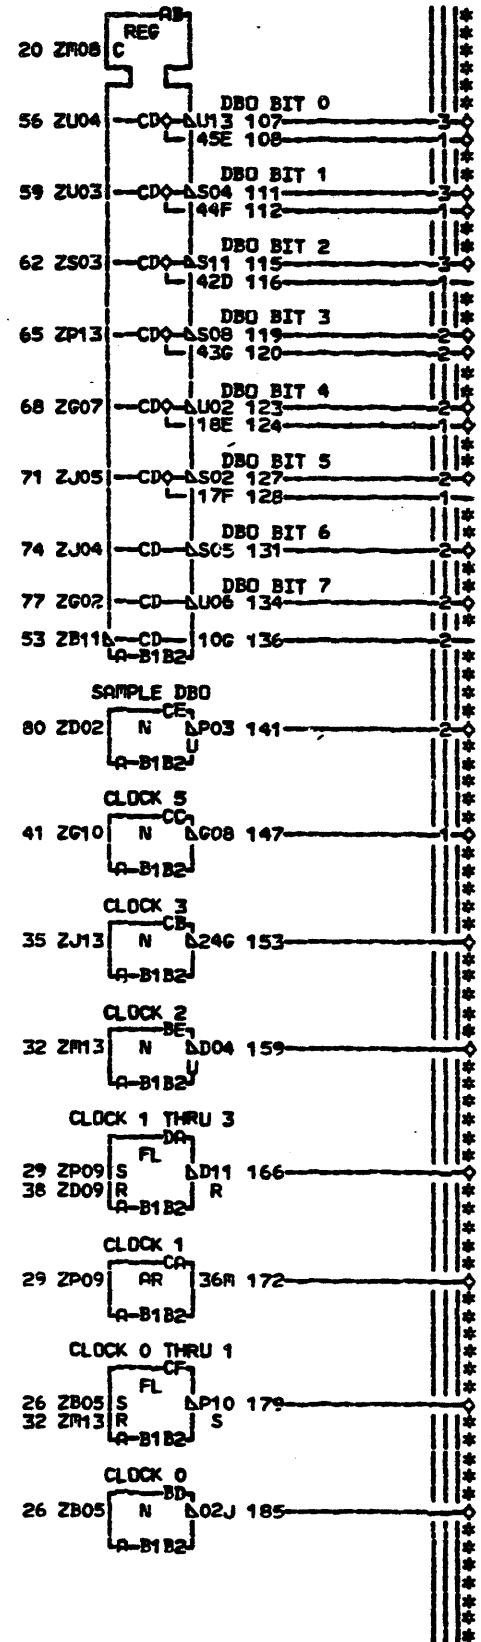 AB
REG
20 ZM08 C
DBO BIT 0
56 ZU04 CD U13 107 3
45E 108 1
DBO BIT 1
59 ZU03 CD S04 111 3
44F 112 1
DBO BIT 2
62 ZS03 CD S11 115 3
42D 116 1
DBO BIT 3
65 ZP13 CD S08 119 2
43G 120 2
DBO BIT 4
68 ZG07 CD U02 123 2
18E 124 1
DBO BIT 5
71 ZJ05 CD S02 127 2
17F 128 1
DBO BIT 6
74 ZJ04 CD S05 131 2
DBO BIT 7
77 ZG02 CD U06 134 2
53 ZB11 CD 10G 136 2
A B1B2
SAMPLE DBO
CE
80 ZD02 N P03 141 2
U
A B1B2
CLOCK 5
CC
41 ZG10 N G08 147 1
A B1B2
CLOCK 3
CB
35 ZJ13 N 24G 153
A B1B2
CLOCK 2
BE
32 ZM13 N D04 159
U
A B1B2
CLOCK 1 THRU 3
DA
FL
29 ZP09 S D11 166
38 ZD09 R R
A B1B2
CLOCK 1
CA
29 ZP09 AR 36M 172
A B1B2
CLOCK 0 THRU 1
CF
FL
26 ZB05 S P10 179
32 ZM13 R S
A B1B2
CLOCK 0
BD
26 ZB05 N 02J 185
A B1B2